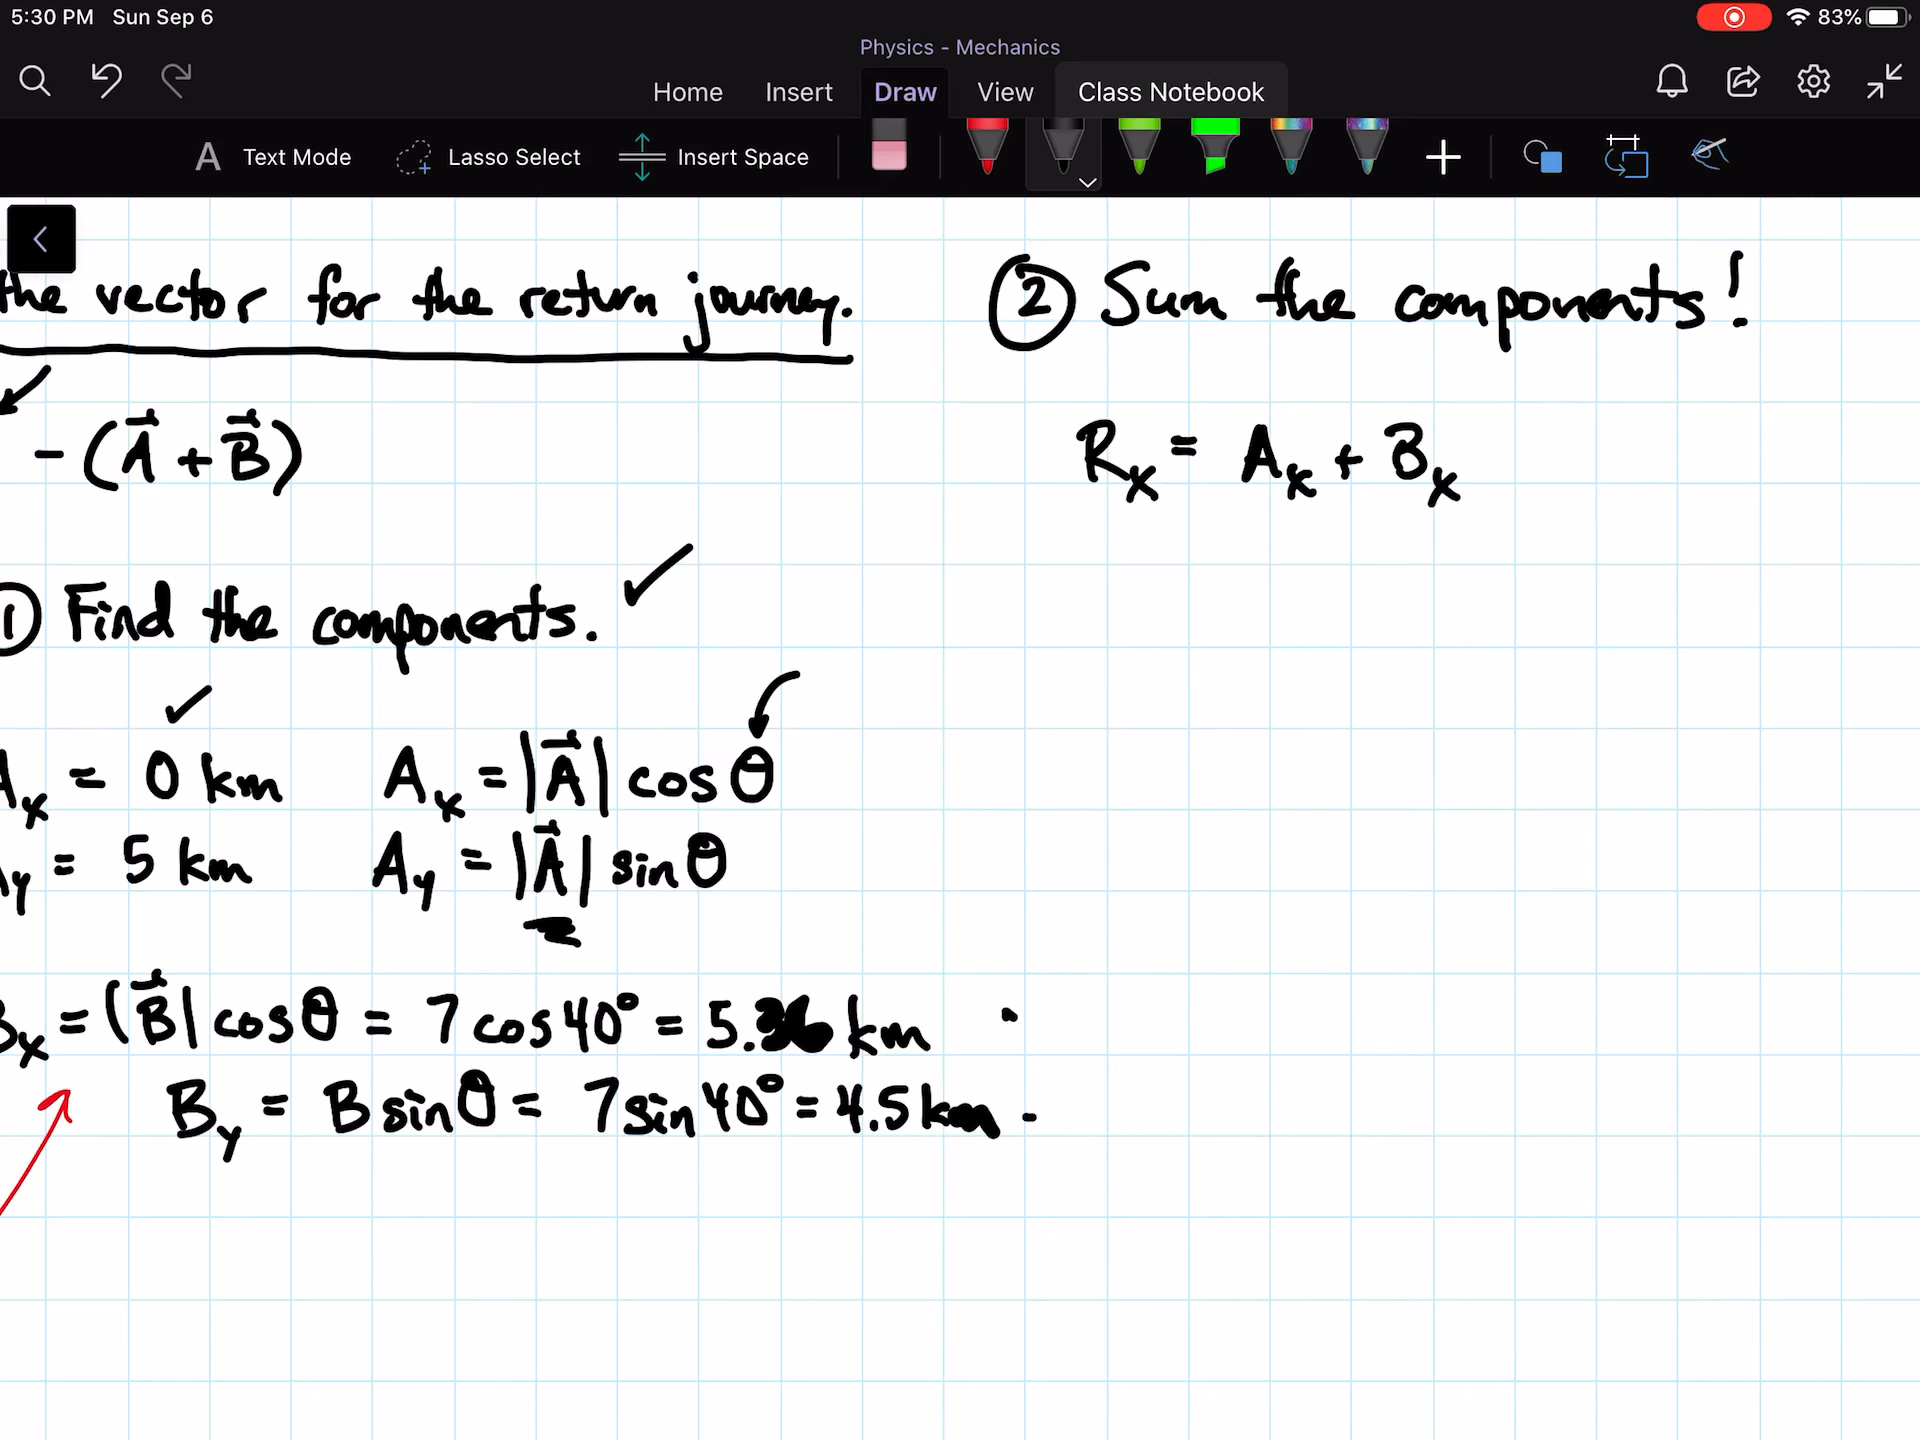 5:30 PM Sun Sep 6
83%
Physics - Mechanics
Home Insert Draw View Class Notebook
A Text Mode Lasso Select Insert Space
the vector for the return journey.
- (A⃗ + B⃗)
① Find the components. ✓
✓
Aₓ = 0 km Aₓ = |A⃗| cos θ
Ay = 5 km Ay = |A⃗| sin θ
Bₓ = |B⃗| cos θ = 7 cos 40° = 5.36 km
By = B sin θ = 7 sin 40° = 4.5 km
② Sum the components!
Rₓ = Aₓ + Bₓ